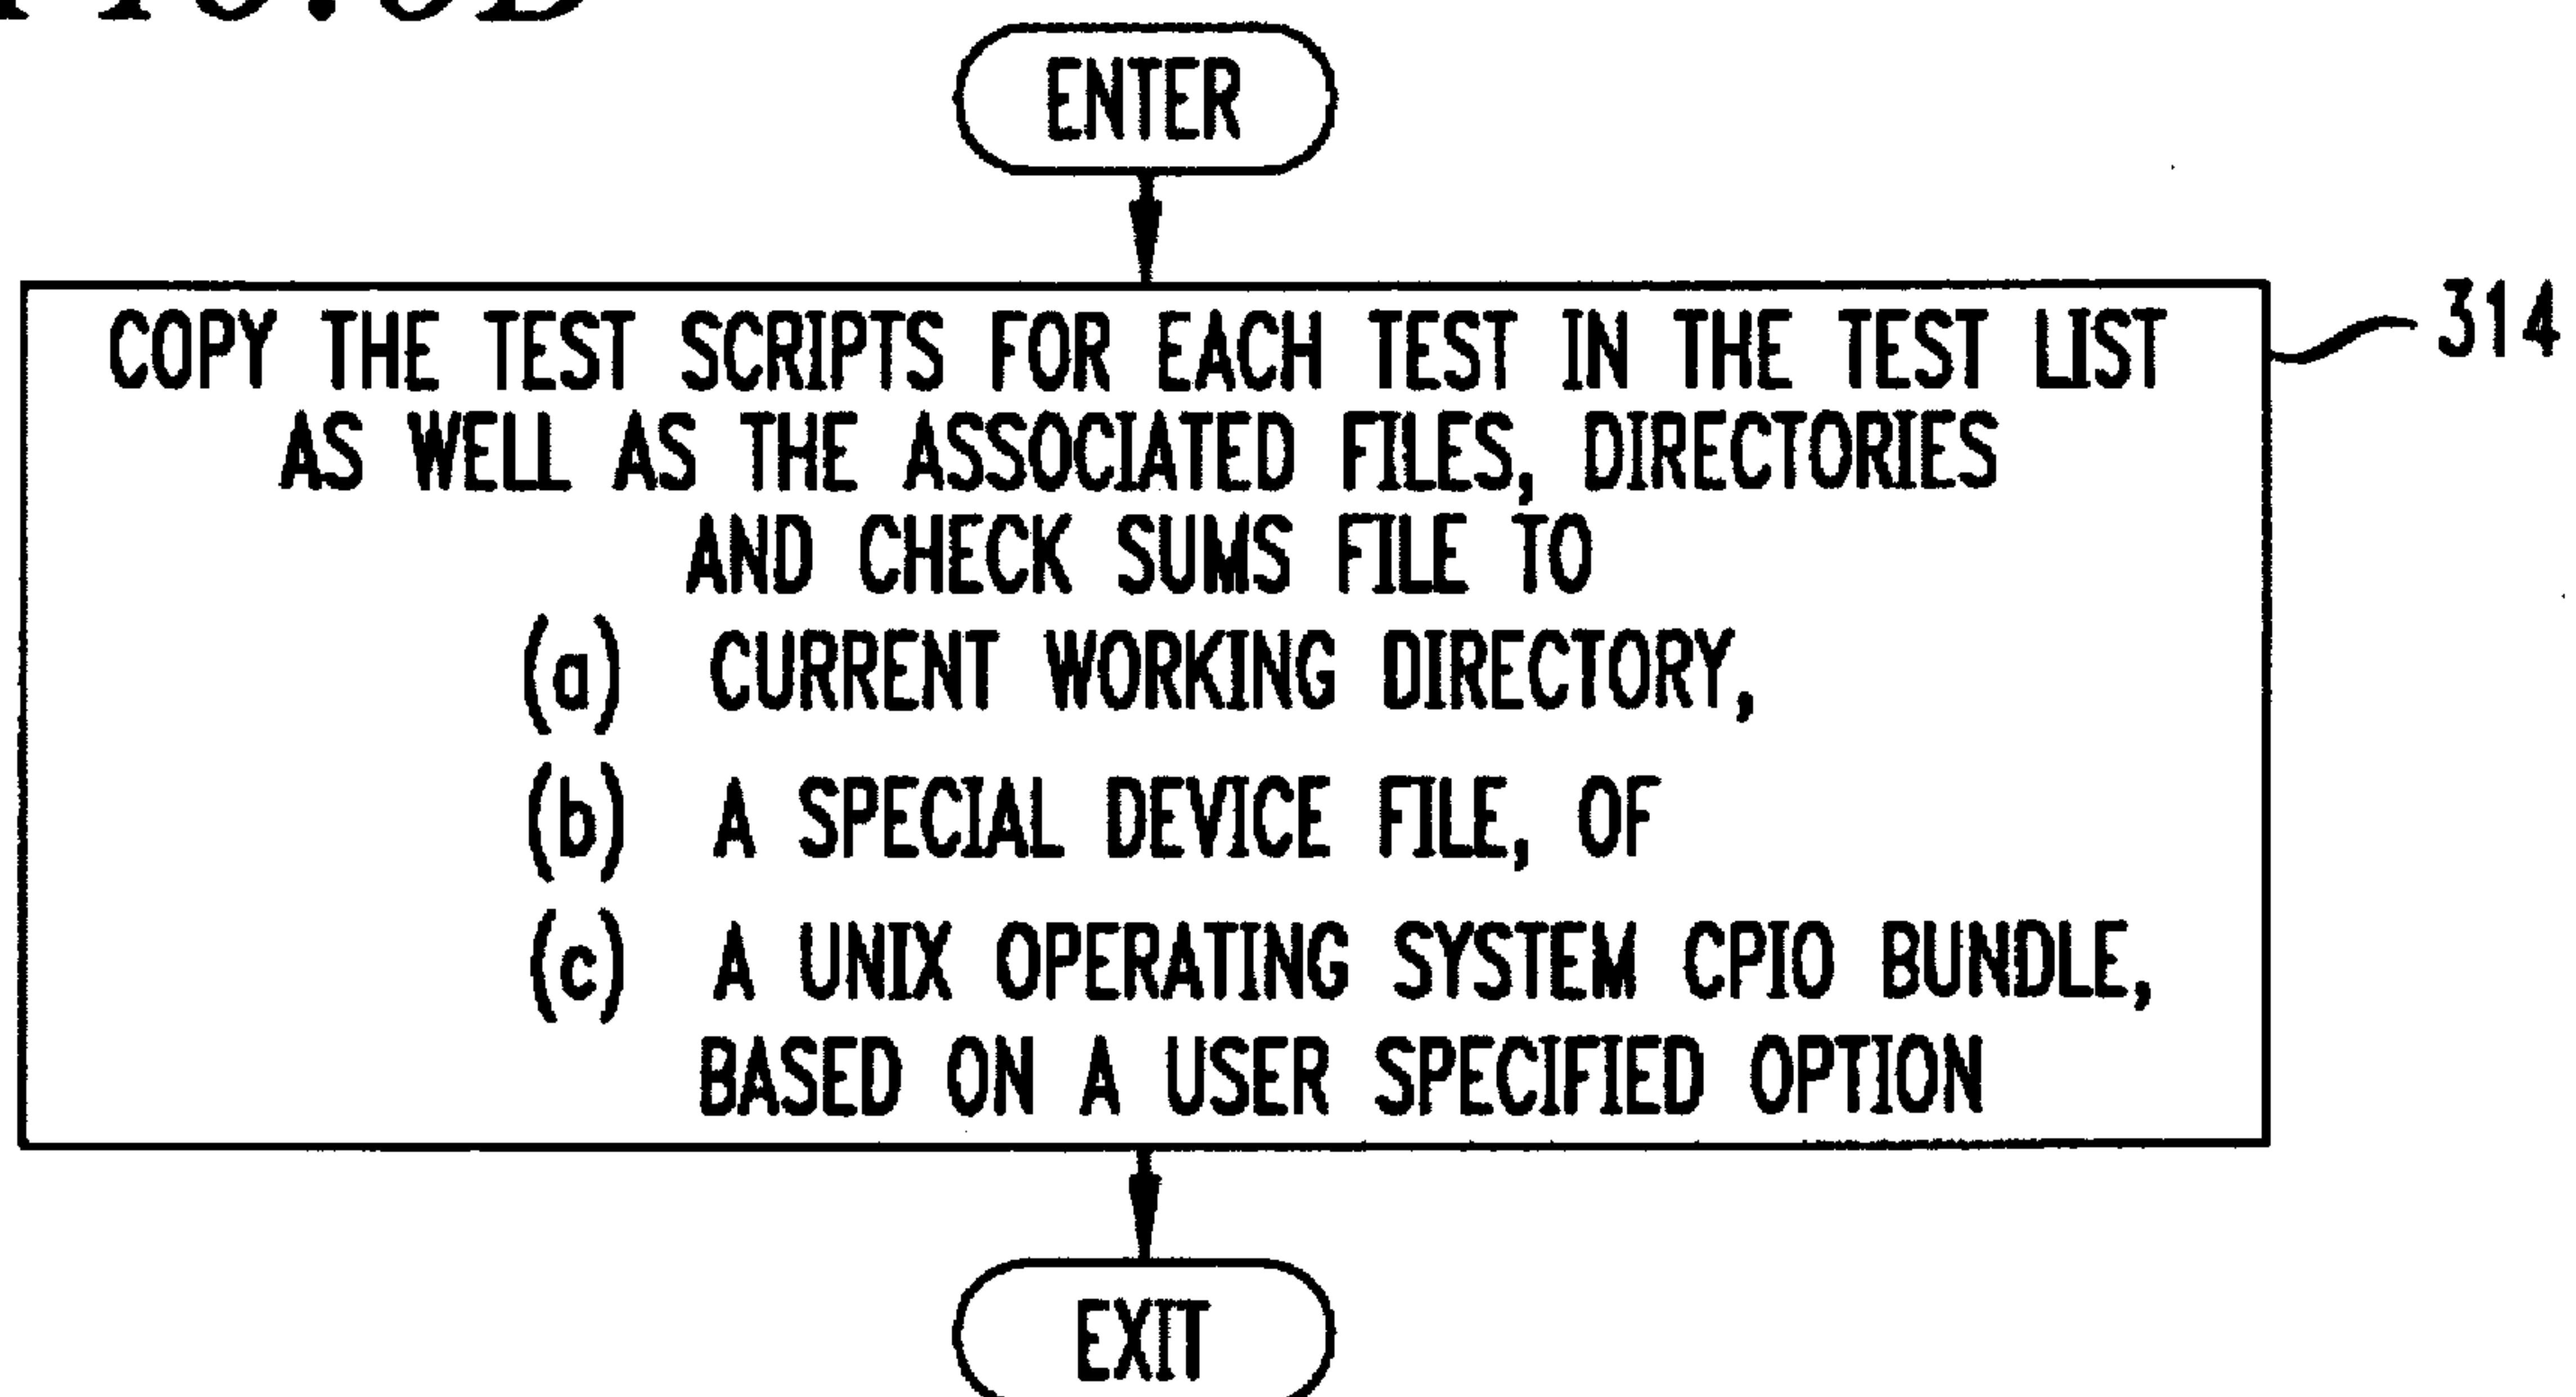 ENTER
COPY THE TEST SCRIPTS FOR EACH TEST IN THE TEST LIST
314
AS WELL AS THE ASSOCIATED FILES, DIRECTORIES
AND CHECK SUMS FILE TO
(a) CURRENT WORKING DIRECTORY,
(b) A SPECIAL DEVICE FILE, OF
(c) A UNIX OPERATING SYSTEM CPIO BUNDLE,
BASED ON A USER SPECIFIED OPTION
EXIT